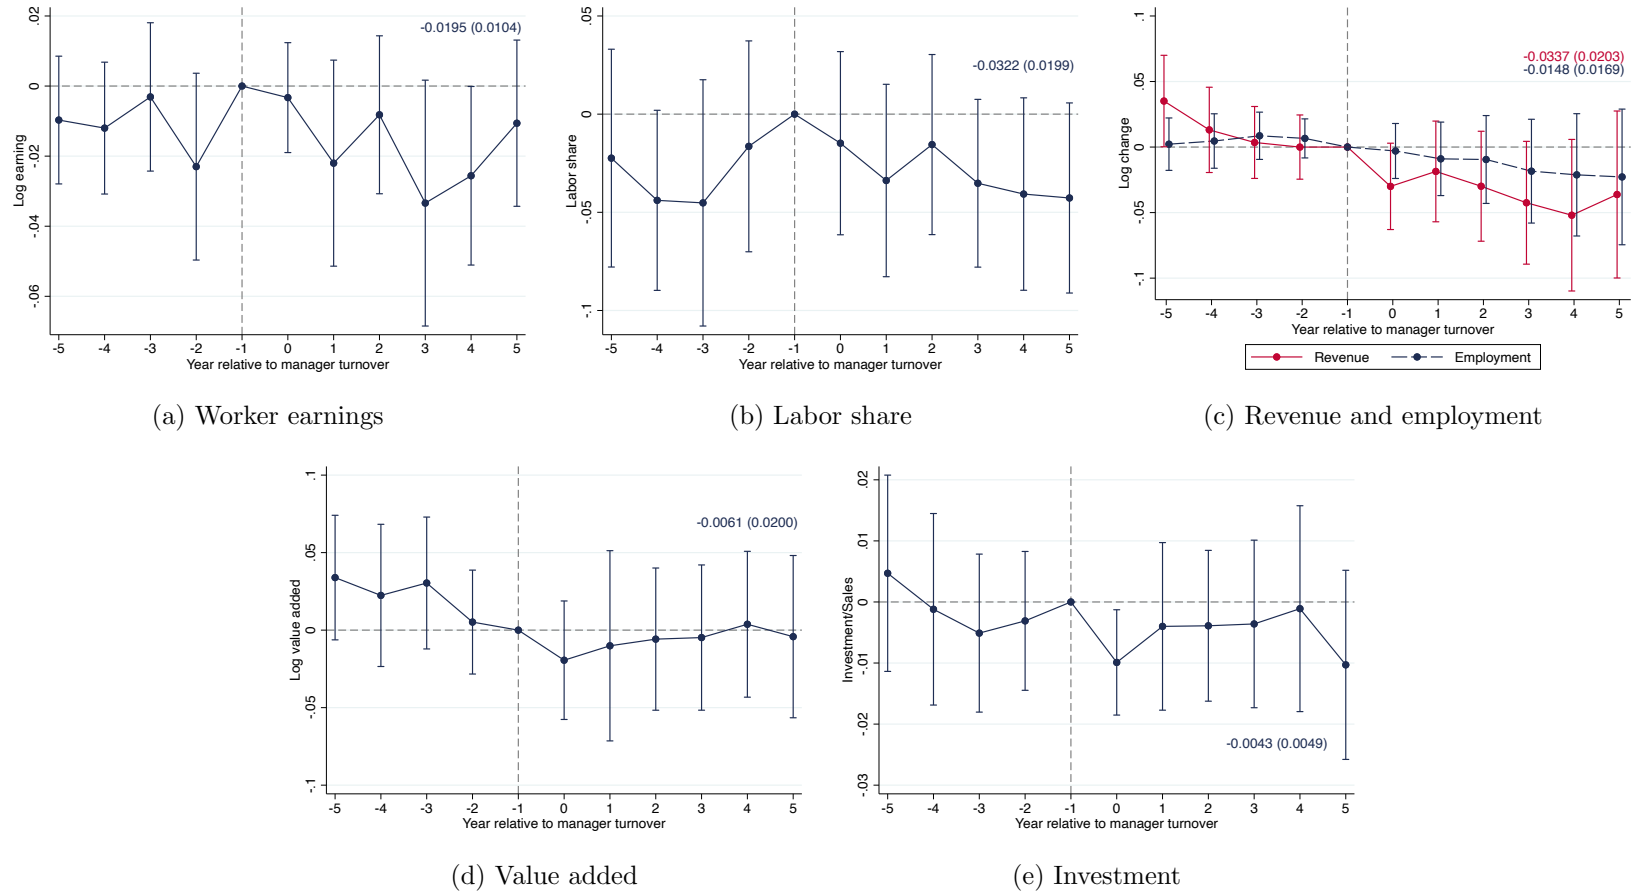 -0.0195 (0.0104)
.02
0
-.02
-.04
-.06
Log earning
-5 -4 -3 -2 -1 0 1 2 3 4 5
Year relative to manager turnover
(a) Worker earnings
-0.0322 (0.0199)
.05
0
-.05
-.1
Labor share
-5 -4 -3 -2 -1 0 1 2 3 4 5
Year relative to manager turnover
(b) Labor share
-0.0337 (0.0203)
-0.0148 (0.0169)
.1
.05
0
-.05
-.1
Log change
-5 -4 -3 -2 -1 0 1 2 3 4 5
Year relative to manager turnover
Revenue Employment
(c) Revenue and employment
-0.0061 (0.0200)
.1
.05
0
-.05
-.1
Log value added
-5 -4 -3 -2 -1 0 1 2 3 4 5
Year relative to manager turnover
(d) Value added
.02
.01
0
-.01
-.02
-.03
Investment/Sales
-0.0043 (0.0049)
-5 -4 -3 -2 -1 0 1 2 3 4 5
Year relative to manager turnover
(e) Investment